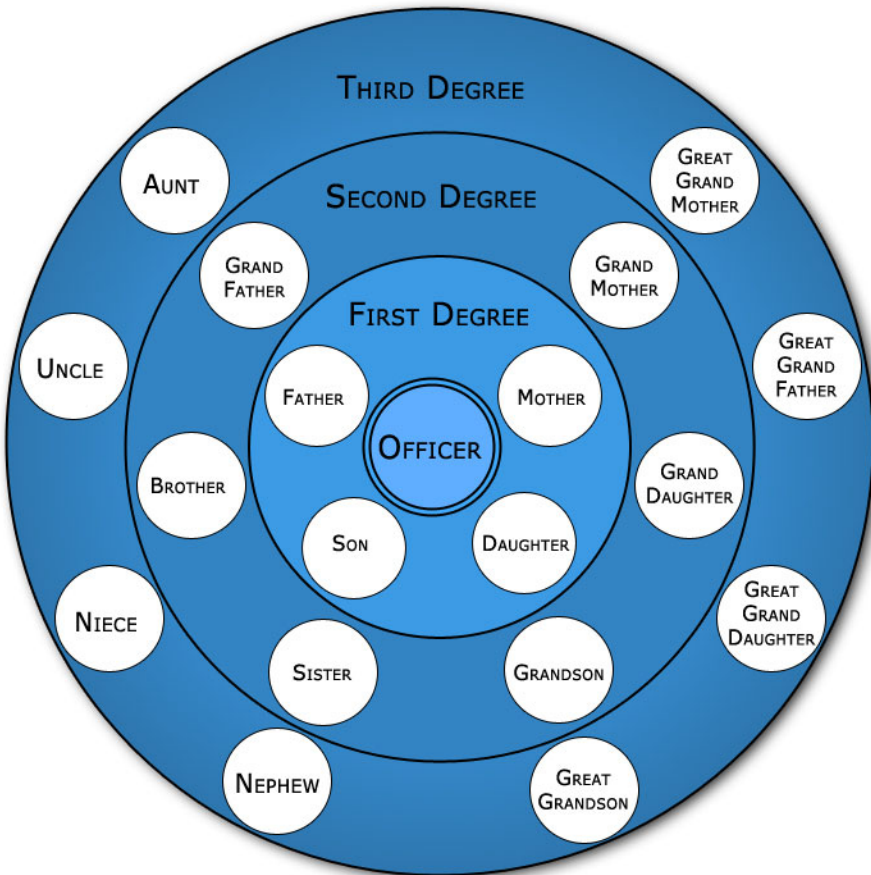 Third Degree
Aunt
Great
Grand
Mother
Second Degree
Grand
Father
Grand
Mother
First Degree
Uncle
Great
Grand
Father
Father
Mother
Officer
Brother
Grand
Daughter
Son
Daughter
Niece
Great
Grand
Daughter
Sister
Grandson
Nephew
Great
Grandson